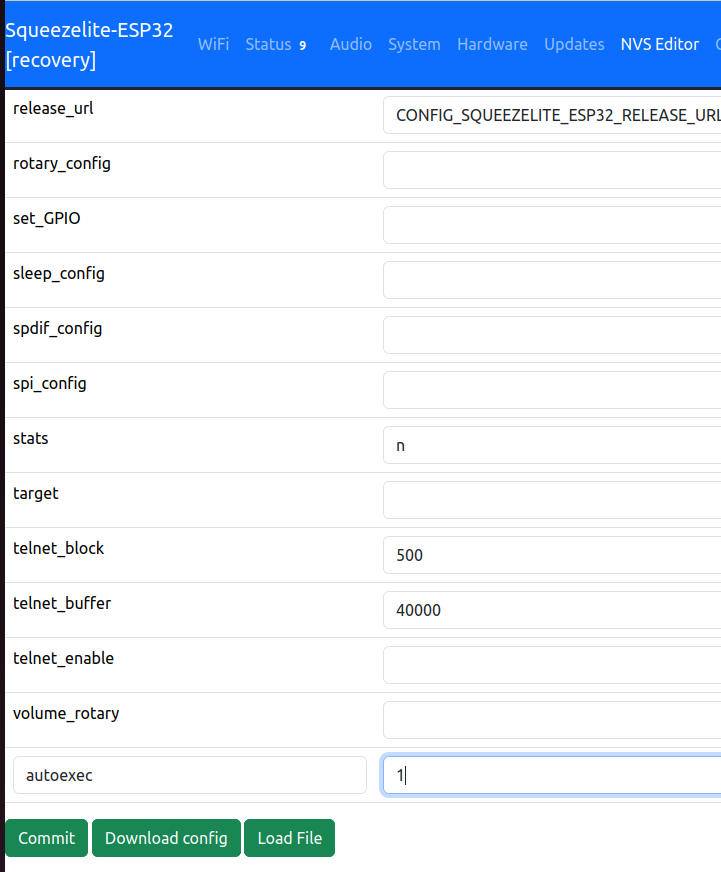 Squeezelite-ESP32
[recovery]
WiFi Status 9 Audio System Hardware Updates NVS Editor
release_url CONFIG_SQUEEZELITE_ESP32_RELEASE_URL
rotary_config
set_GPIO
sleep_config
spdif_config
spi_config
stats n
target
telnet_block 500
telnet_buffer 40000
telnet_enable
volume_rotary
autoexec 1
Commit Download config Load File